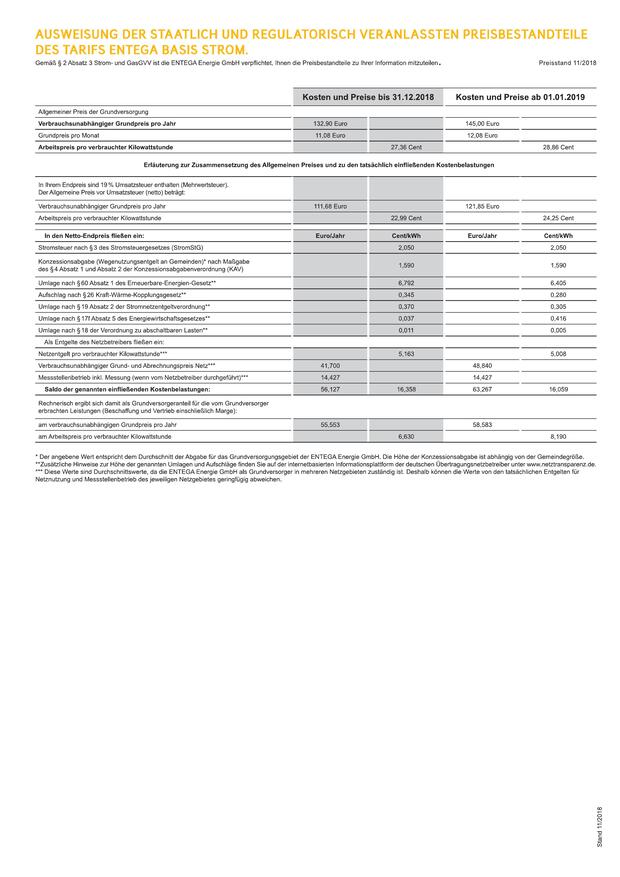 AUSWEISUNG DER STAATLICH UND REGULATORISCH VERANLASSTEN PREISBESTANDTEILE
DES TARIFS ENTEGA BASIS STROM.
Gemäß § 2 Absatz 3 Strom- und GasGVV ist die ENTEGA Energie GmbH verpflichtet, Ihnen die Preisbestandteile zu Ihrer Information mitzuteilen. Preisstand 11/2018
Kosten und Preise bis 31.12.2018 Kosten und Preise ab 01.01.2019
Allgemeiner Preis der Grundversorgung
Verbrauchsunabhängiger Grundpreis pro Jahr 132,90 Euro 145,00 Euro
Grundpreis pro Monat 11,08 Euro 12,08 Euro
Arbeitspreis pro verbrauchter Kilowattstunde 27,36 Cent 28,86 Cent
Erläuterung zur Zusammensetzung des Allgemeinen Preises und zu den tatsächlich einfließenden Kostenbelastungen
In Ihrem Endpreis sind 19 % Umsatzsteuer enthalten (Mehrwertsteuer).
Der Allgemeine Preis vor Umsatzsteuer (netto) beträgt:
Verbrauchsunabhängiger Grundpreis pro Jahr 111,68 Euro 121,85 Euro
Arbeitspreis pro verbrauchter Kilowattstunde 22,99 Cent 24,25 Cent
In den Netto-Endpreis fließen ein: Euro/Jahr Cent/kWh Euro/Jahr Cent/kWh
Stromsteuer nach § 3 des Stromsteuergesetzes (StromStG) 2,050 2,050
Konzessionsabgabe (Wegenutzungsentgelt an Gemeinden)* nach Maßgabe
des § 4 Absatz 1 und Absatz 2 der Konzessionsabgabenverordnung (KAV) 1,590 1,590
Umlage nach § 60 Absatz 1 des Erneuerbare-Energien-Gesetz** 6,792 6,405
Aufschlag nach § 26 Kraft-Wärme-Kopplungsgesetz** 0,345 0,280
Umlage nach § 19 Absatz 2 der Stromnetzentgeltverordnung** 0,370 0,305
Umlage nach § 17f Absatz 5 des Energiewirtschaftsgesetzes** 0,037 0,416
Umlage nach § 18 der Verordnung zu abschaltbaren Lasten** 0,011 0,005
Als Entgelte des Netzbetreibers fließen ein:
Netzentgelt pro verbrauchter Kilowattstunde*** 5,163 5,008
Verbrauchsunabhängiger Grund- und Abrechnungspreis Netz*** 41,700 48,840
Messstellenbetrieb inkl. Messung (wenn vom Netzbetreiber durchgeführt)*** 14,427 14,427
Saldo der genannten einfließenden Kostenbelastungen: 56,127 16,358 63,267 16,059
Rechnerisch ergibt sich damit als Grundversorgeranteil für die vom Grundversorger
erbrachten Leistungen (Beschaffung und Vertrieb einschließlich Marge):
am verbrauchsunabhängigen Grundpreis pro Jahr 55,553 58,583
am Arbeitspreis pro verbrauchter Kilowattstunde 6,630 8,190
* Der angebene Wert entspricht dem Durchschnitt der Abgabe für das Grundversorgungsgebiet der ENTEGA Energie GmbH. Die Höhe der Konzessionsabgabe ist abhängig von der Gemeindegröße.
**Zusätzliche Hinweise zur Höhe der genannten Umlagen und Aufschläge finden Sie auf der internetbasierten Informationsplattform der deutschen Übertragungsnetzbetreiber unter www.netztransparenz.de.
*** Diese Werte sind Durchschnittswerte, da die ENTEGA Energie GmbH als Grundversorger in mehreren Netzgebieten zuständig ist. Deshalb können die Werte von den tatsächlichen Entgelten für
Netznutzung und Messstellenbetrieb des jeweiligen Netzgebietes geringfügig abweichen.
Stand 11/2018